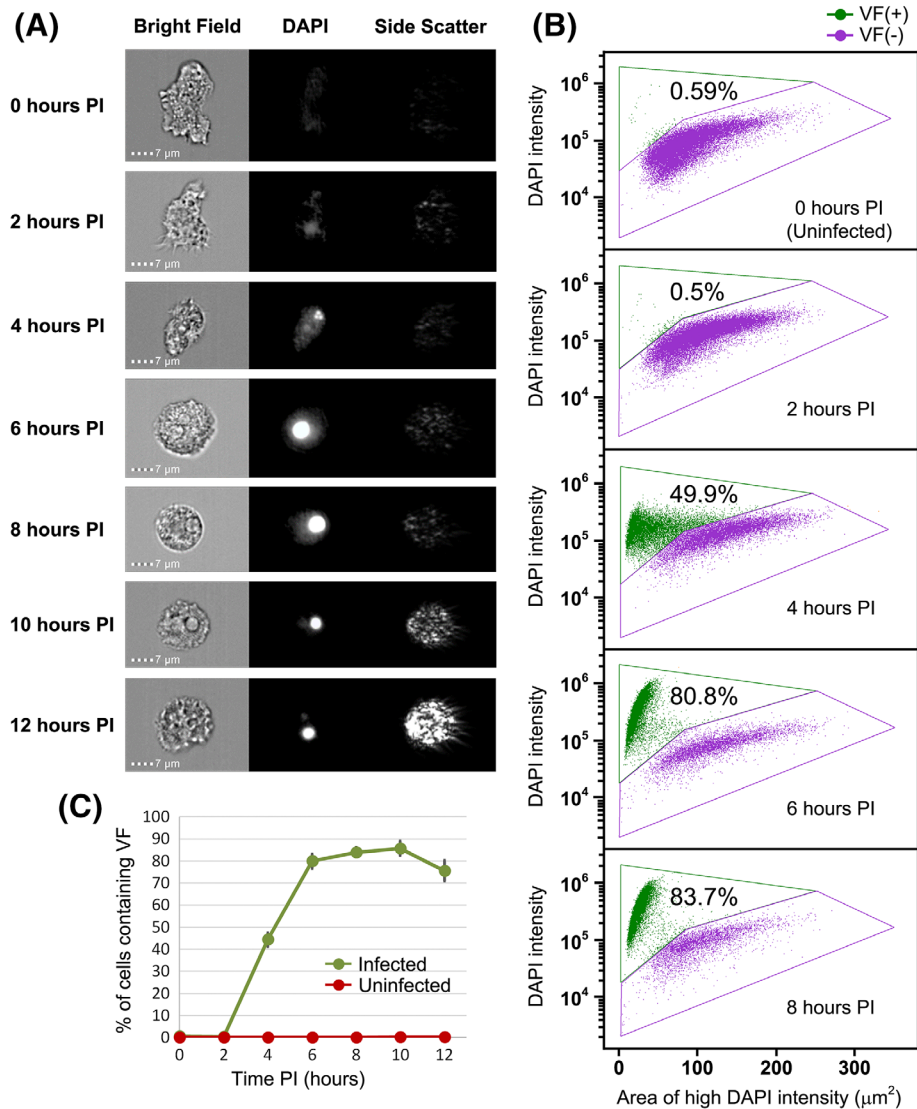 (A)
Bright Field DAPI Side Scatter
0 hours PI
7 µm
2 hours PI
7 µm
4 hours PI
7 µm
6 hours PI
7 µm
8 hours PI
7 µm
10 hours PI
7 µm
12 hours PI
7 µm
(B)
VF(+)
VF(-)
DAPI intensity
10⁶
10⁵
10⁴
0.59%
0 hours PI
(Uninfected)
DAPI intensity
10⁶
10⁵
10⁴
0.5%
2 hours PI
DAPI intensity
10⁶
10⁵
10⁴
49.9%
4 hours PI
DAPI intensity
10⁶
10⁵
10⁴
80.8%
6 hours PI
DAPI intensity
10⁶
10⁵
10⁴
83.7%
8 hours PI
0 100 200 300
Area of high DAPI intensity (µm²)
(C)
% of cells containing VF
100
90
80
70
60
50
40
30
20
10
0
Infected
Uninfected
0 2 4 6 8 10 12
Time PI (hours)